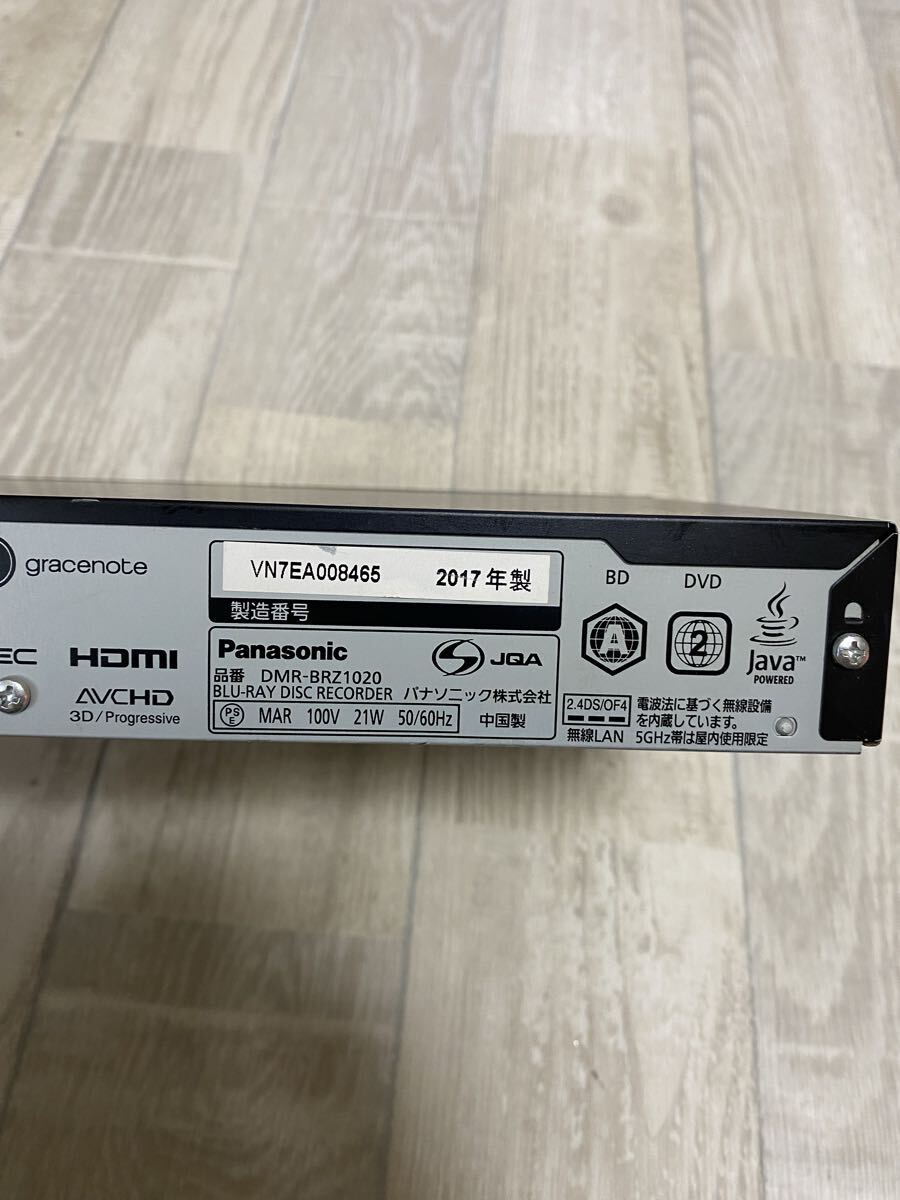 gracenote
VN7EA008465 2017年製
製造番号
EC HDMI
AVCHD
3D/Progressive
Panasonic
S JQA
品番 DMR-BRZ1020
BLU-RAY DISC RECORDER パナソニック株式会社
PSE MAR 100V 21W 50/60Hz 中国製
BD DVD
A 2
Java™
POWERED
2.4DS/OF4
無線LAN
電波法に基づく無線設備
を内蔵しています。
5GHz帯は屋内使用限定